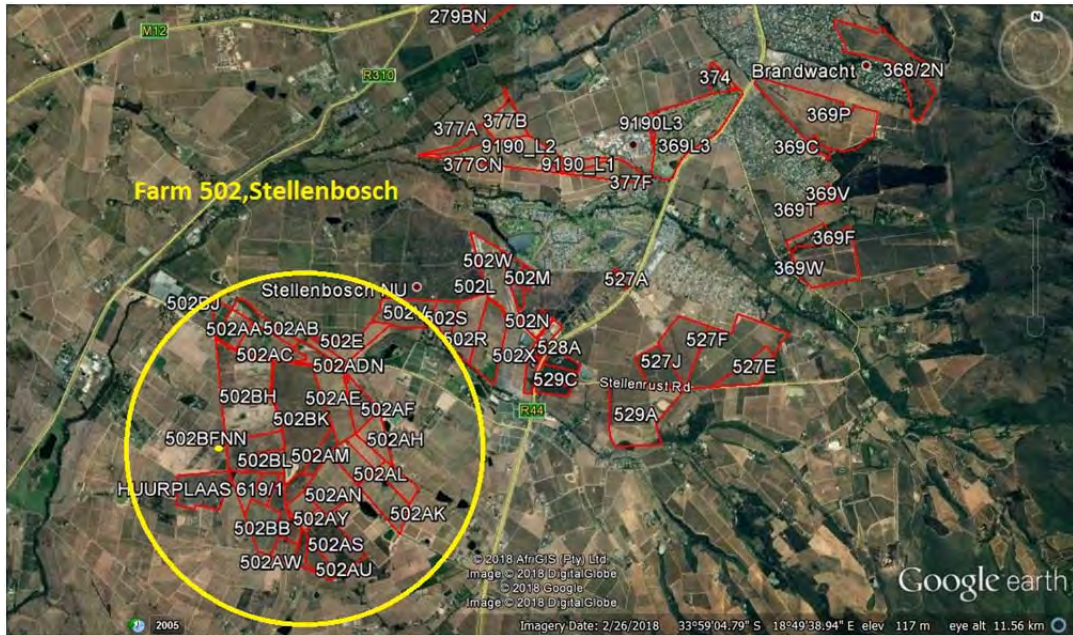 279BN
M12
N
R310
374
Brandwacht
368/2N
377B
377A
9190L3
369P
9190_L2
369L3
369C
377CN
9190_L1
377F
Farm 502,Stellenbosch
369V
369T
369F
502W
502M
369W
527A
Stellenbosch NU
502L
502BJ
502V
502S
502N
502AA
502AB
502E
502R
527F
528A
502AC
502ADN
502X
527J
527E
529C
Stellenrust Rd
502BH
502AE
502AF
R44
529A
502BK
502BFNN
502AH
502BL
502AM
502AL
HUURPLAAS 619/1
502AN
502AK
502AY
502BB
502AS
502AW
502AU
© 2018 AfriGIS (Pty) Ltd.
Image © 2018 DigitalGlobe
© 2018 Google
Image © 2018 DigitalGlobe
Google earth
2005
Imagery Date: 2/26/2018 33°59'04.79" S 18°49'38.94" E elev 117 m eye alt 11.56 km